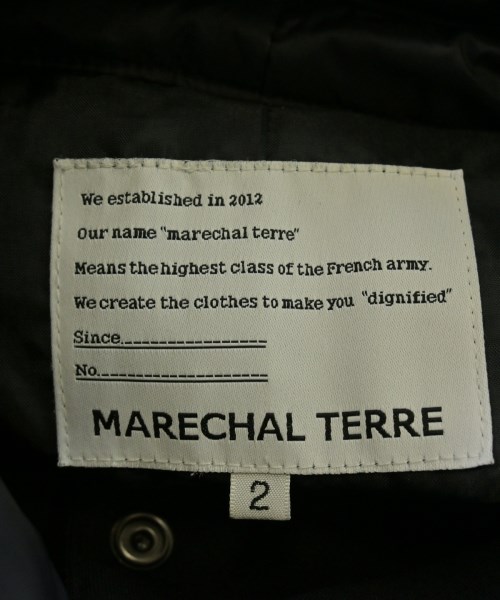 We established in 2012
Our name "marechal terre"
Means the highest class of the French army.
We create the clothes to make you "dignified"
Since
No.
MARECHAL TERRE
2